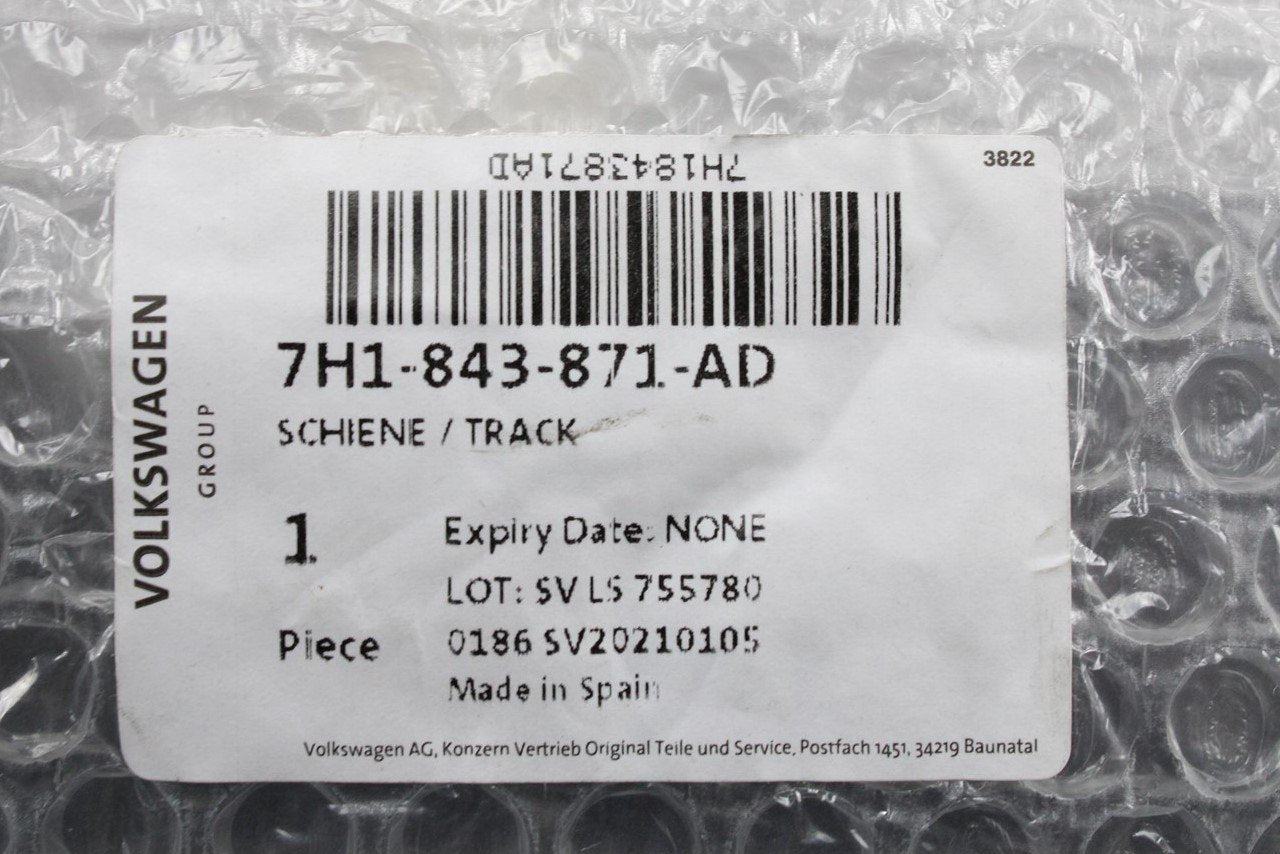 7H1843871AD
3822
VOLKSWAGEN
GROUP
7H1-843-871-AD
SCHIENE / TRACK
1
Piece
Expiry Date: NONE
LOT: SV LS 755780
0186 SV20210105
Made in Spain
Volkswagen AG, Konzern Vertrieb Original Teile und Service, Postfach 1451, 34219 Baunatal